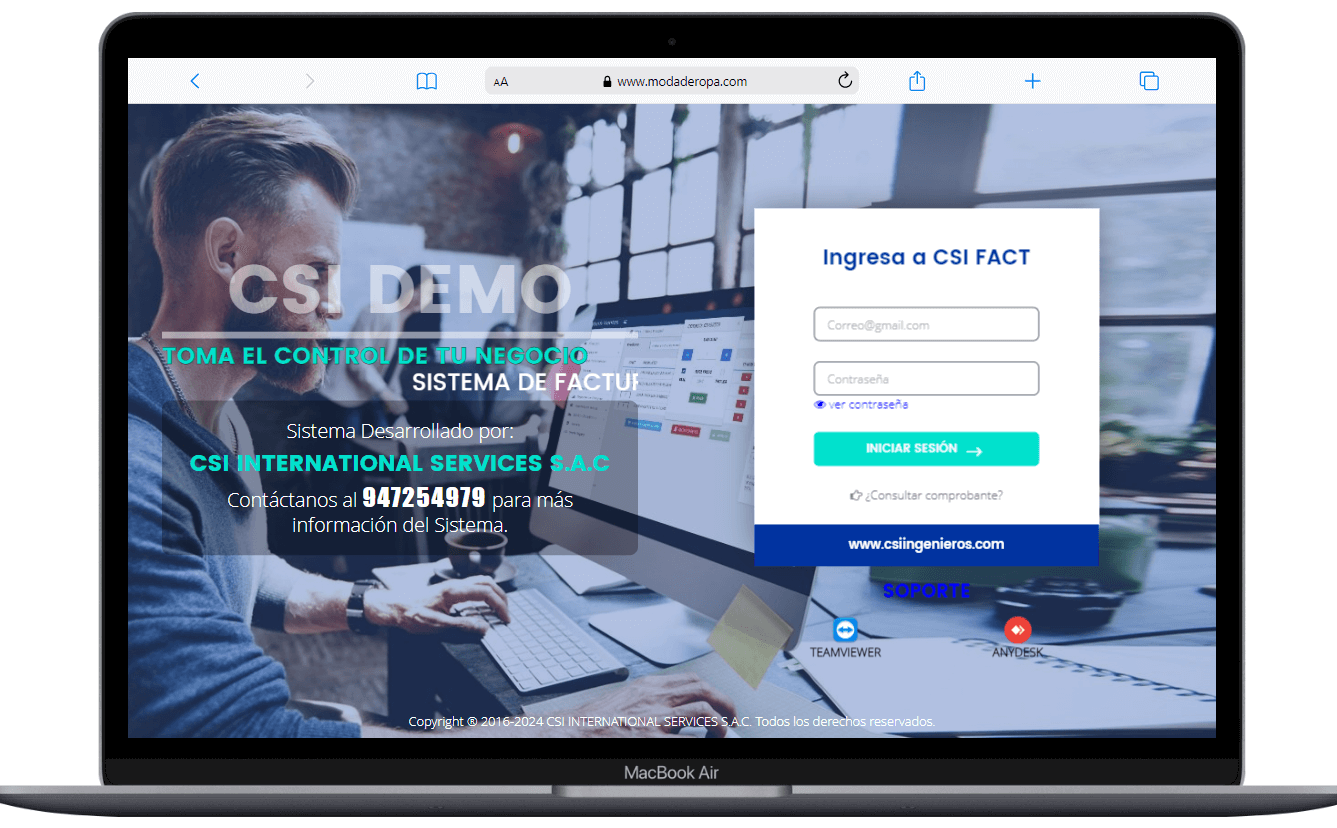 AA www.modaderopa.com
CSI DEMO
TOMA EL CONTROL DE TU NEGOCIO
SISTEMA DE FACTUR
Sistema Desarrollado por:
CSI INTERNATIONAL SERVICES S.A.C
Contáctanos al 947254979 para más
información del Sistema.
Ingresa a CSI FACT
Correo@gmail.com
Contraseña
ver contraseña
INICIAR SESIÓN
¿Consultar comprobante?
www.csiingenieros.com
SOPORTE
TEAMVIEWER
ANYDESK
Copyright ® 2016-2024 CSI INTERNATIONAL SERVICES S.A.C. Todos los derechos reservados.
MacBook Air